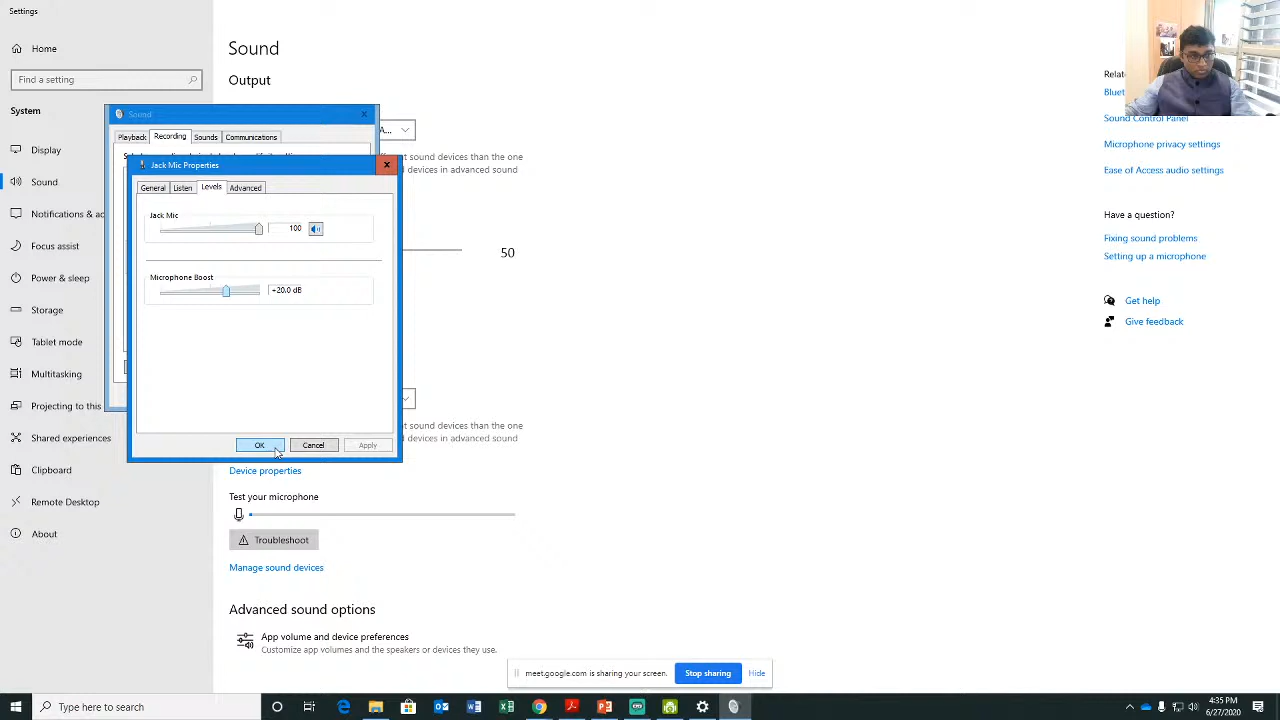 Settings
Home
Find a setting
System
Display
Sound
Notifications & ac
Focus assist
Power & sleep
Storage
Tablet mode
Multitasking
Projecting to this
Shared experiences
Clipboard
Remote Desktop
About
Sound
Output
A...
nt sound devices than the one
d devices in advanced sound
50
Sound
Playback
Recording
Sounds
Communications
Jack Mic Properties
General
Listen
Levels
Advanced
Jack Mic
100
Microphone Boost
+20.0 dB
OK
Cancel
Apply
nt sound devices than the one
d devices in advanced sound
Device properties
Test your microphone
Troubleshoot
Manage sound devices
Advanced sound options
App volume and device preferences
Customize app volumes and the speakers or devices they use.
Relat
Bluet
Sound Control Panel
Microphone privacy settings
Ease of Access audio settings
Have a question?
Fixing sound problems
Setting up a microphone
Get help
Give feedback
meet.google.com is sharing your screen.
Stop sharing
Hide
Type here to search
4:35 PM
6/27/2020